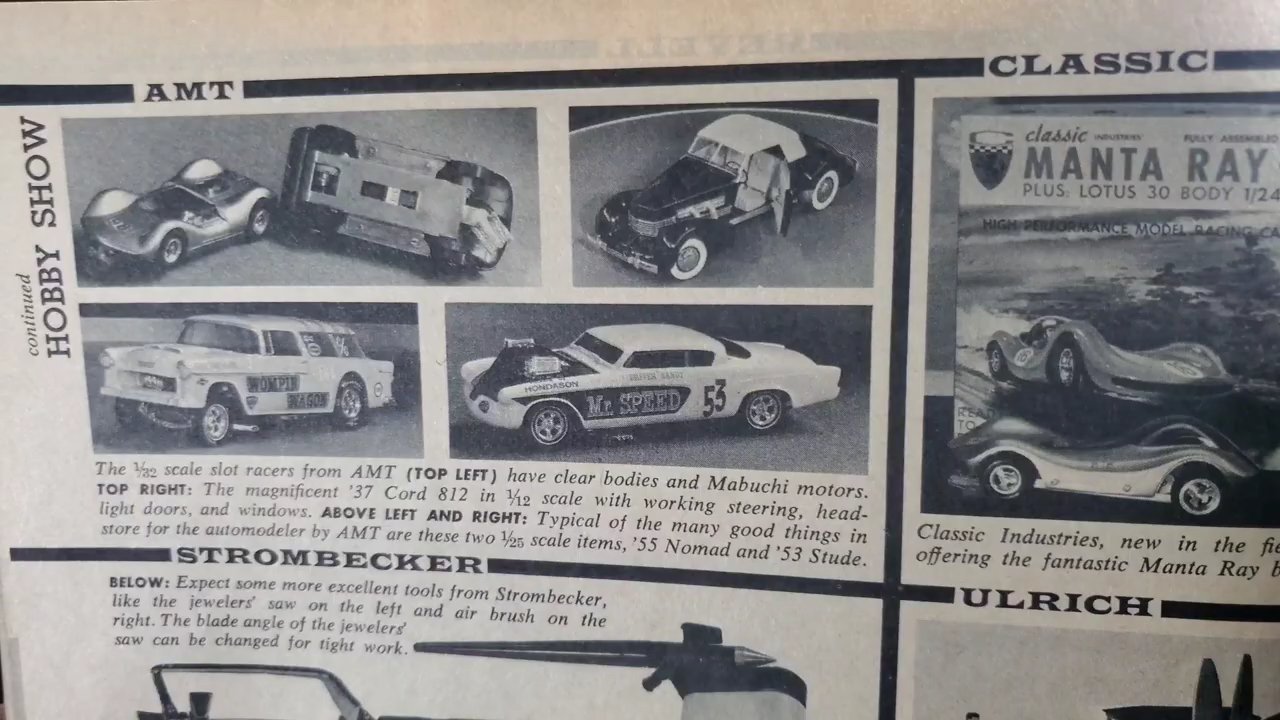 continued
HOBBY SHOW
AMT
WOMPIN
WAGON
HONDASON
Mr. SPEED
53
The 1/32 scale slot racers from AMT (TOP LEFT) have clear bodies and Mabuchi motors.
TOP RIGHT: The magnificent '37 Cord 812 in 1/12 scale with working steering, head-
light doors, and windows. ABOVE LEFT AND RIGHT: Typical of the many good things in
store for the automodeler by AMT are these two 1/25 scale items, '55 Nomad and '53 Stude.
STROMBECKER
BELOW: Expect some more excellent tools from Strombecker,
like the jewelers' saw on the left and air brush on the
right. The blade angle of the jewelers'
saw can be changed for tight work.
CLASSIC
classic INDUSTRIES' FULLY ASSEMBLED
MANTA RAY
PLUS: LOTUS 30 BODY 1/24
HIGH PERFORMANCE MODEL RACING CA
READ
TO
Classic Industries, new in the fie
offering the fantastic Manta Ray b
ULRICH